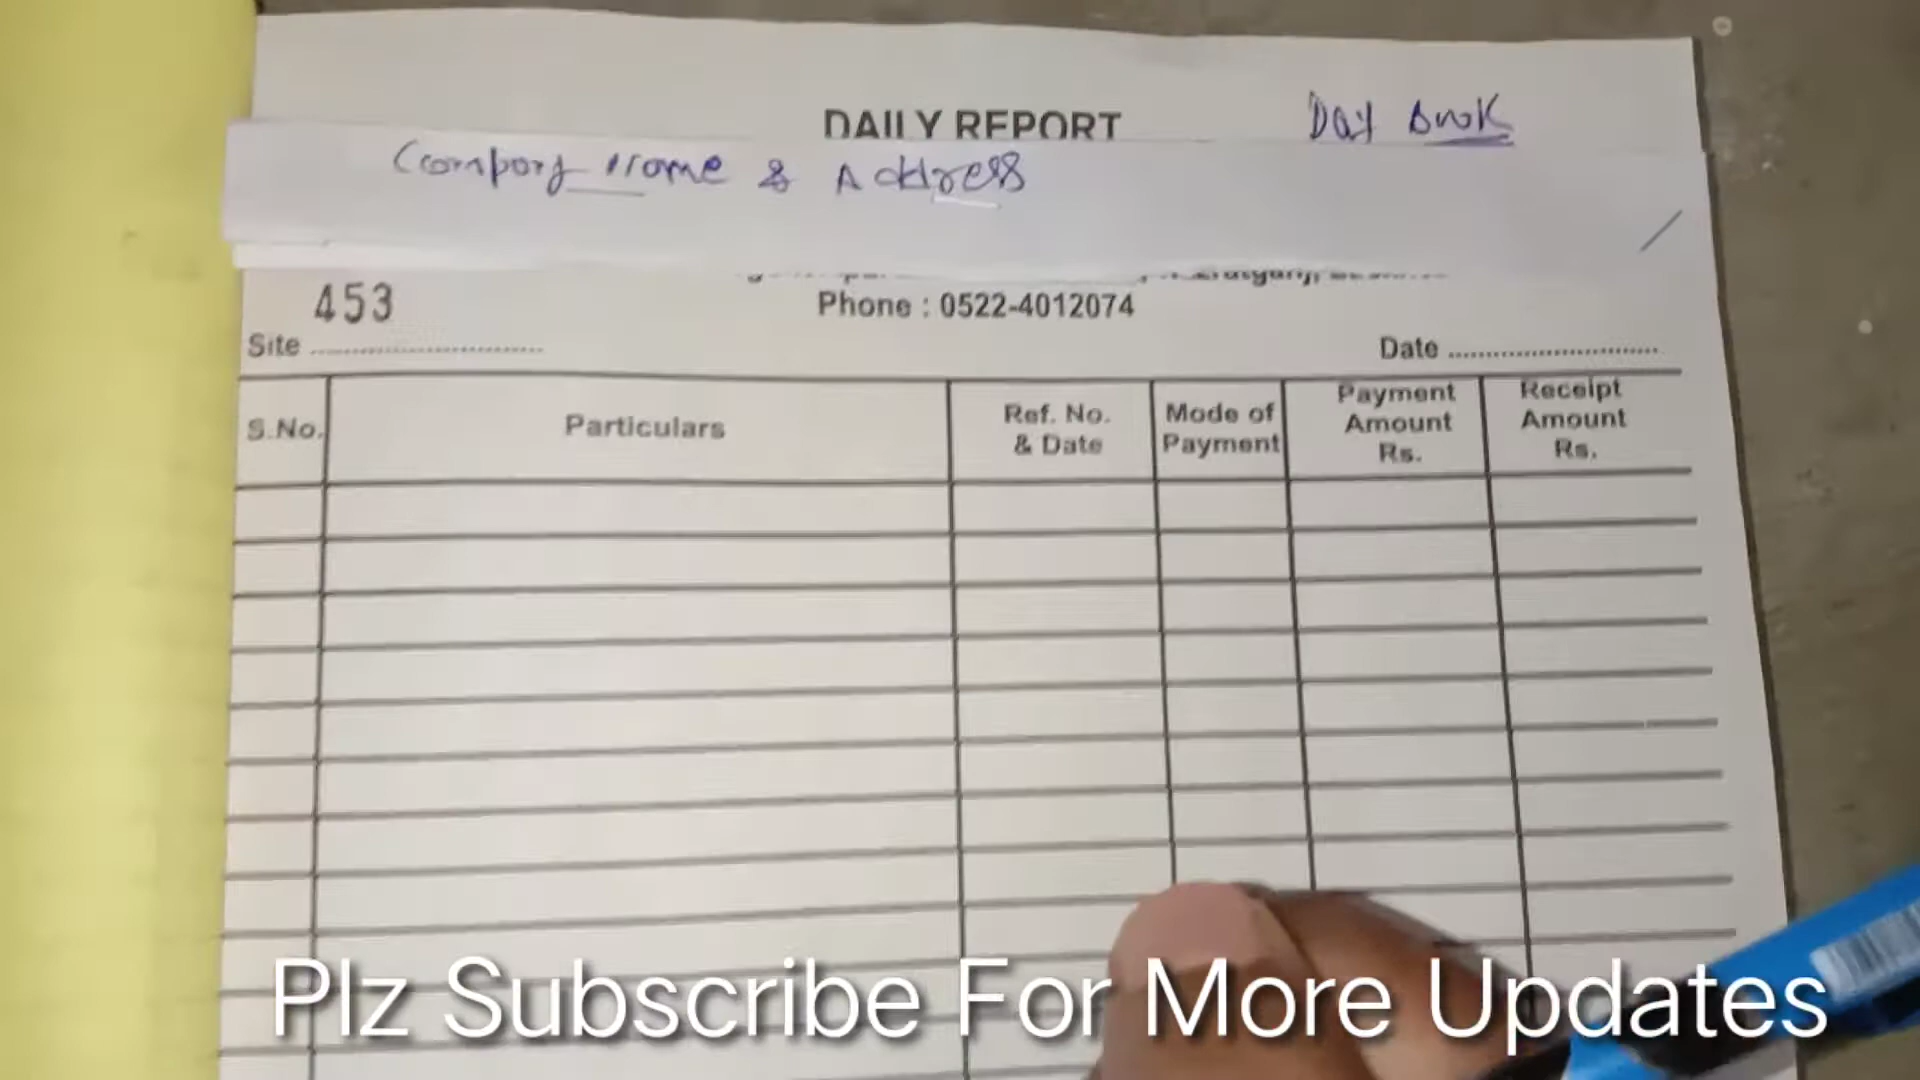 DAILY REPORT
Day Book
Company Name & Address
453
Phone : 0522-4012074
Site
Date
S.No.
Particulars
Ref. No.
& Date
Mode of
Payment
Payment
Amount
Rs.
Receipt
Amount
Rs.
Plz Subscribe For More Updates